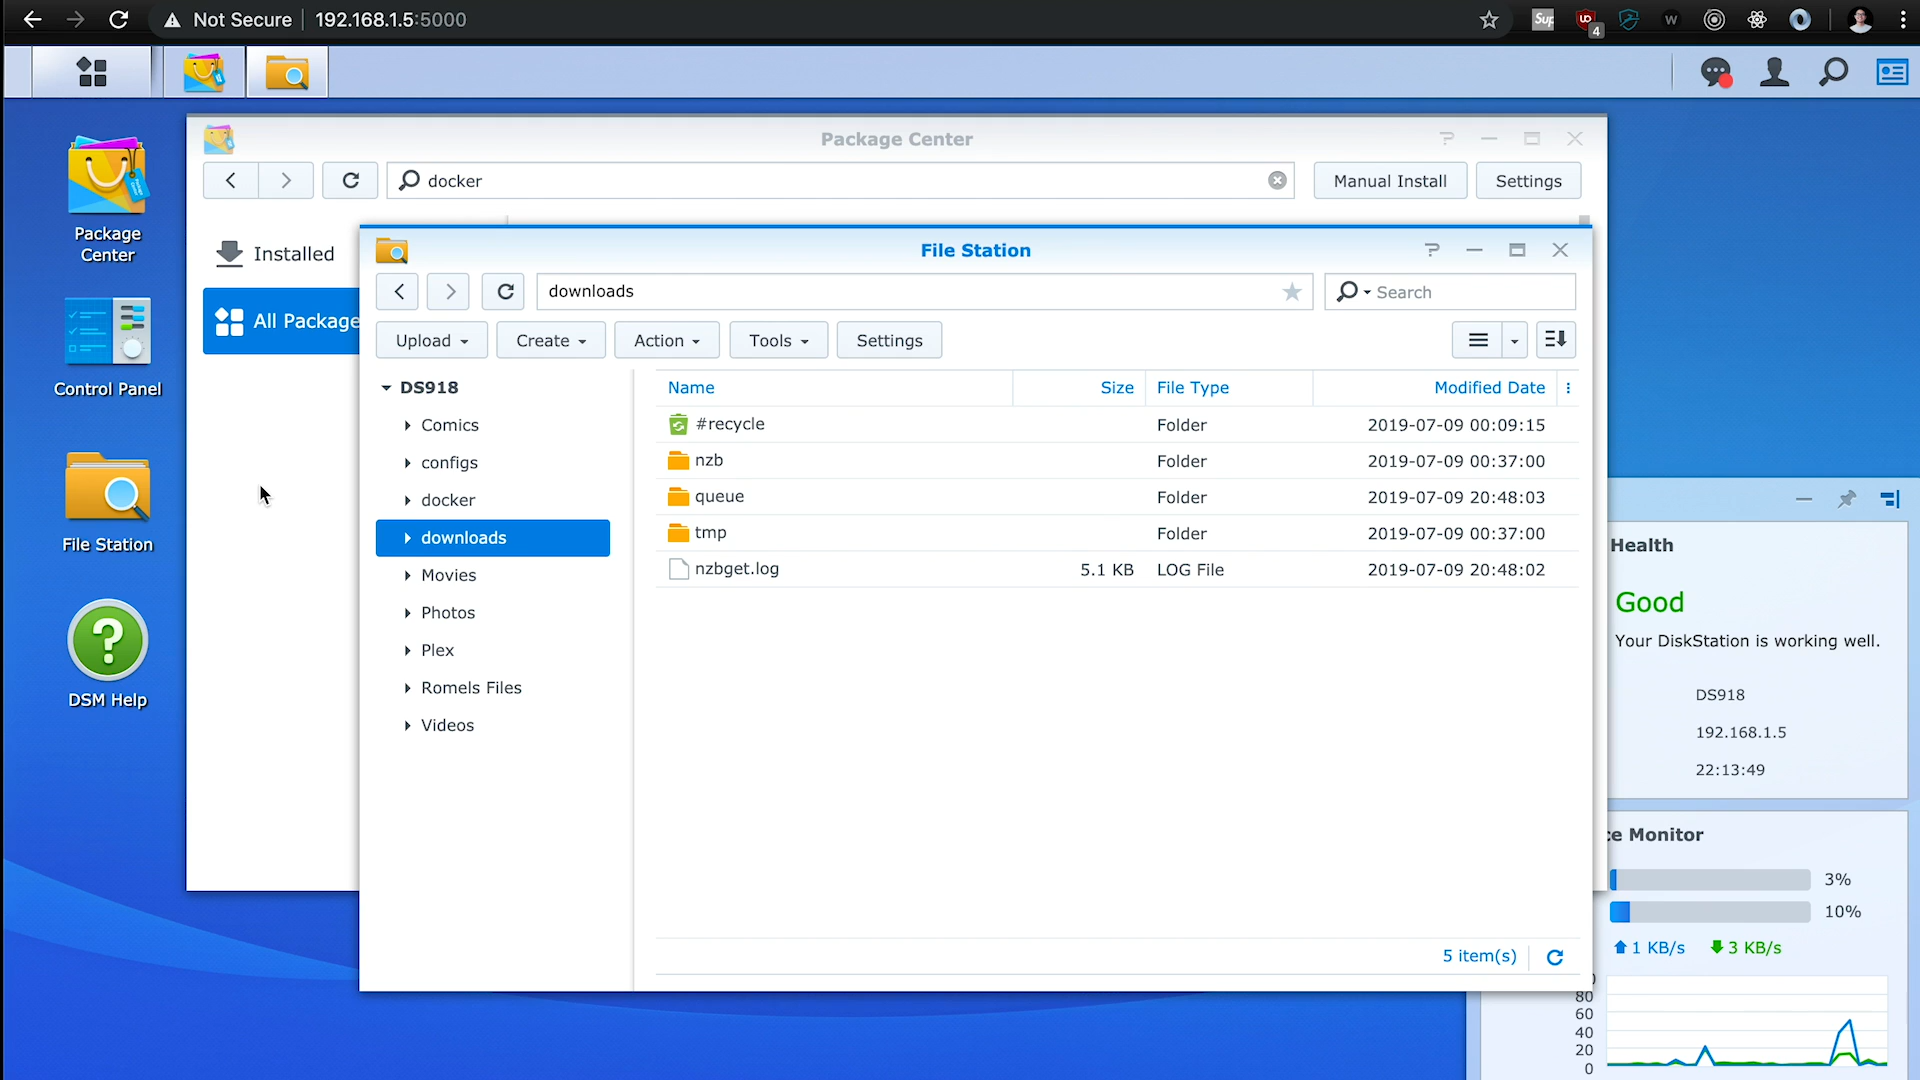 Not Secure 192.168.1.5:5000
Sup
4
W
Package Center
docker
Manual Install
Settings
Installed
All Package
Package
Center
Control Panel
File Station
DSM Help
File Station
downloads
Search
Upload
Create
Action
Tools
Settings
DS918
Comics
configs
docker
downloads
Movies
Photos
Plex
Romels Files
Videos
Name Size File Type Modified Date
#recycle Folder 2019-07-09 00:09:15
nzb Folder 2019-07-09 00:37:00
queue Folder 2019-07-09 20:48:03
tmp Folder 2019-07-09 00:37:00
nzbget.log 5.1 KB LOG File 2019-07-09 20:48:02
5 item(s)
Health
Good
Your DiskStation is working well.
DS918
192.168.1.5
22:13:49
ce Monitor
3%
10%
1 KB/s 3 KB/s
80
60
40
20
0